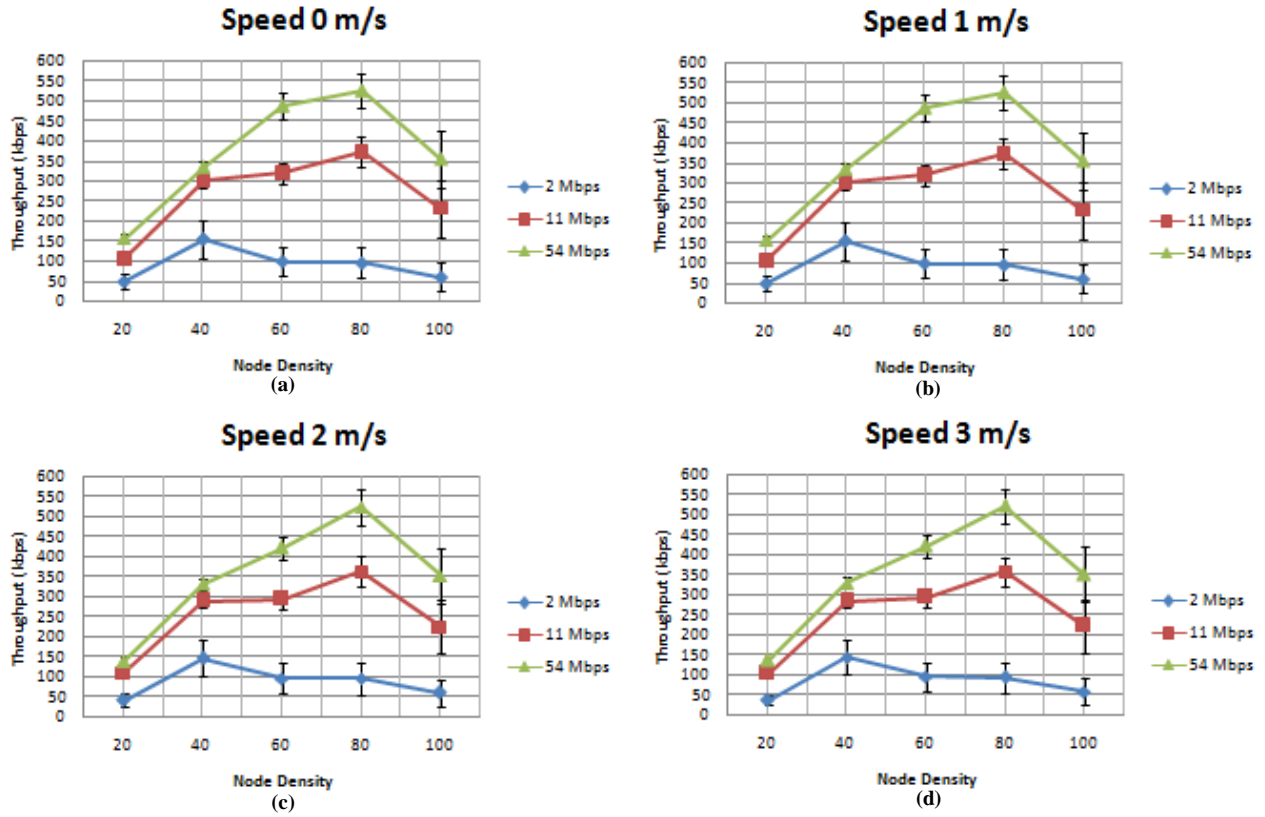 Speed 0 m/s
Throughput (kbps)
600
550
500
450
400
350
300
250
200
150
100
50
0
20 40 60 80 100
Node Density
2 Mbps
11 Mbps
54 Mbps
(a)
Speed 1 m/s
Throughput (kbps)
600
550
500
450
400
350
300
250
200
150
100
50
0
20 40 60 80 100
Node Density
2 Mbps
11 Mbps
54 Mbps
(b)
Speed 2 m/s
Throughput (kbps)
600
550
500
450
400
350
300
250
200
150
100
50
0
20 40 60 80 100
Node Density
2 Mbps
11 Mbps
54 Mbps
(c)
Speed 3 m/s
Throughput (kbps)
600
550
500
450
400
350
300
250
200
150
100
50
0
20 40 60 80 100
Node Density
2 Mbps
11 Mbps
54 Mbps
(d)